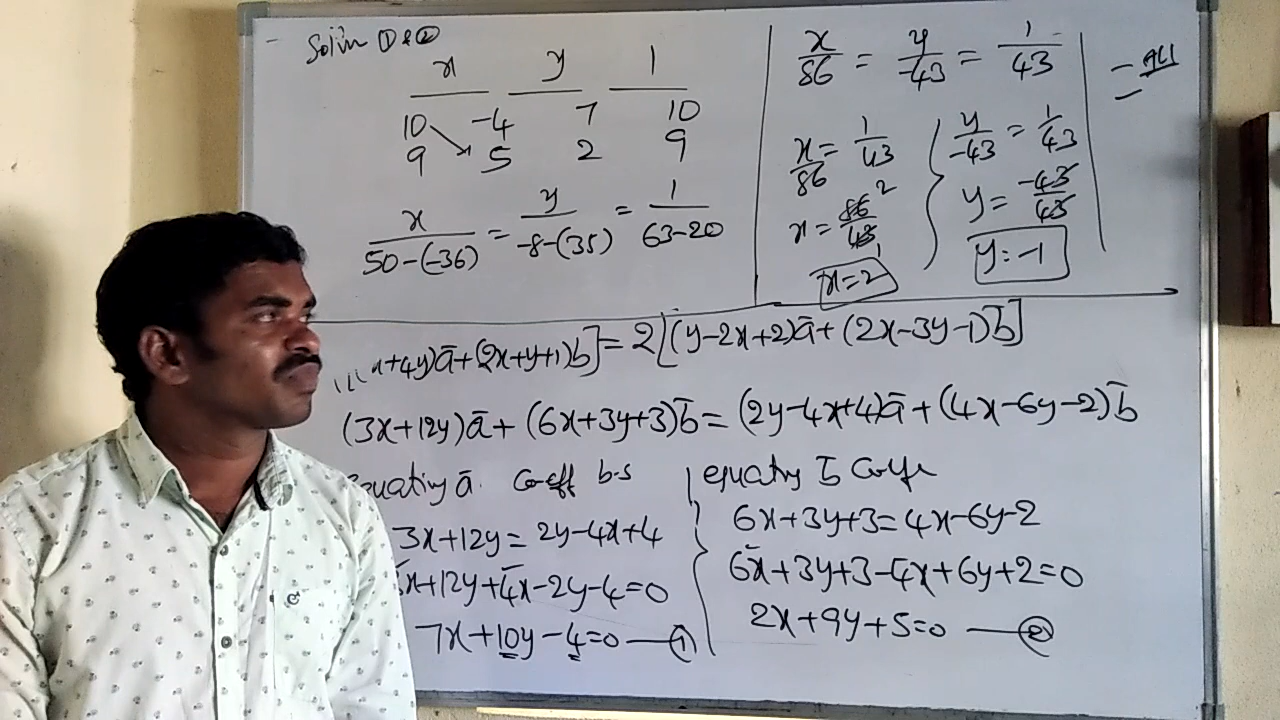 Solvin ① & ②
x y 1
10 -4 7 10
9 5 2 9
x/50-(-36) = y/-8-(35) = 1/63-20
x/86 = y/-43 = 1/43
x/86 = 1/43
x = 86/43
x=2
y/-43 = 1/43
y = -43/43
y=-1
x+4y)a̅+(2x+y+1)b̅]=2[(y-2x+2)a̅+(2x-3y-1)b̅]
(3x+12y)a̅+(6x+3y+3)b̅=(2y-4x+4)a̅+(4x-6y-2)b̅
equating a̅ coeff b.s
3x+12y=2y-4x+4
3x+12y+4x-2y-4=0
7x+10y-4=0 — ①
equating b̅ coeff
6x+3y+3=4x-6y-2
6x+3y+3-4x+6y+2=0
2x+9y+5=0 — ②